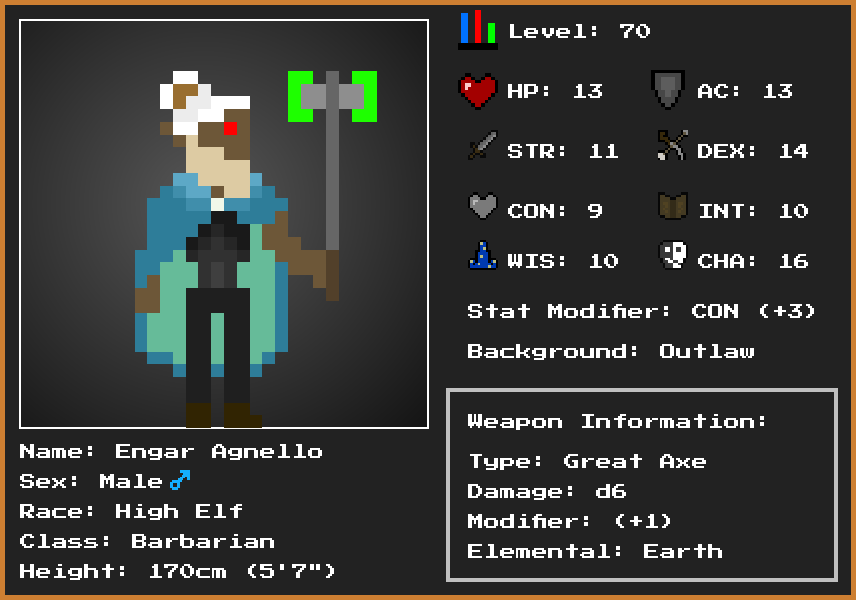 Level: 70
HP: 13
AC: 13
STR: 11
DEX: 14
CON: 9
INT: 10
WIS: 10
CHA: 16
Stat Modifier: CON (+3)
Background: Outlaw
Weapon Information:
Type: Great Axe
Damage: d6
Modifier: (+1)
Elemental: Earth
Name: Engar Agnello
Sex: Male♂
Race: High Elf
Class: Barbarian
Height: 170cm (5'7")